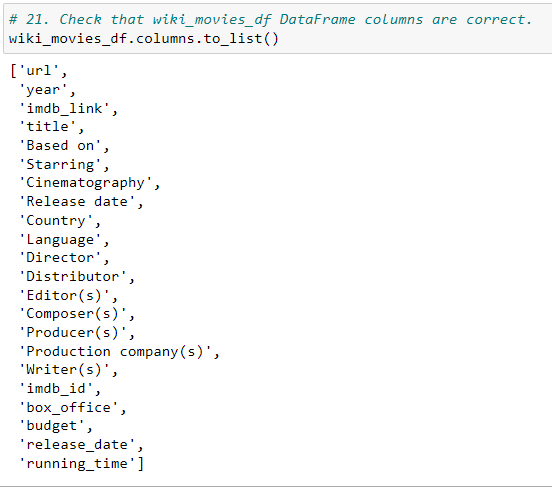 # 21. Check that wiki_movies_df DataFrame columns are correct.
wiki_movies_df.columns.to_list()
['url',
 'year',
 'imdb_link',
 'title',
 'Based on',
 'Starring',
 'Cinematography',
 'Release date',
 'Country',
 'Language',
 'Director',
 'Distributor',
 'Editor(s)',
 'Composer(s)',
 'Producer(s)',
 'Production company(s)',
 'Writer(s)',
 'imdb_id',
 'box_office',
 'budget',
 'release_date',
 'running_time']